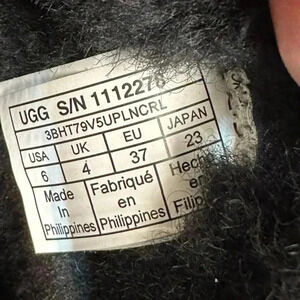 UGG S/N 1112278
3BHT79V5UPLNCRL
USA UK EU JAPAN
6 4 37 23
Made Fabriqué Hecho
In en en
Philippines Philippines